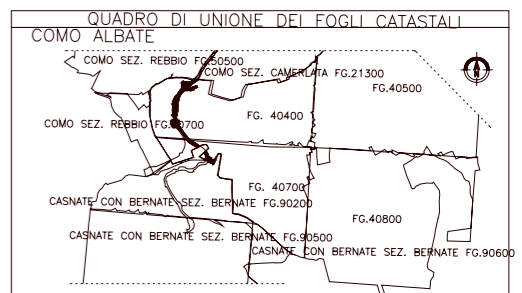 QUADRO DI UNIONE DEI FOGLI CATASTALI
COMO ALBATE
COMO SEZ. REBBIO FG.50500
COMO SEZ. CAMERLATA FG.21300
FG.40500
FG. 40400
COMO SEZ. REBBIO
FG. 40700
CASNATE CON BERNATE SEZ. BERNATE FG.90200
FG.40800
CASNATE CON BERNATE SEZ. BERNATE FG.90500
CASNATE CON BERNATE SEZ. BERNATE FG.90600